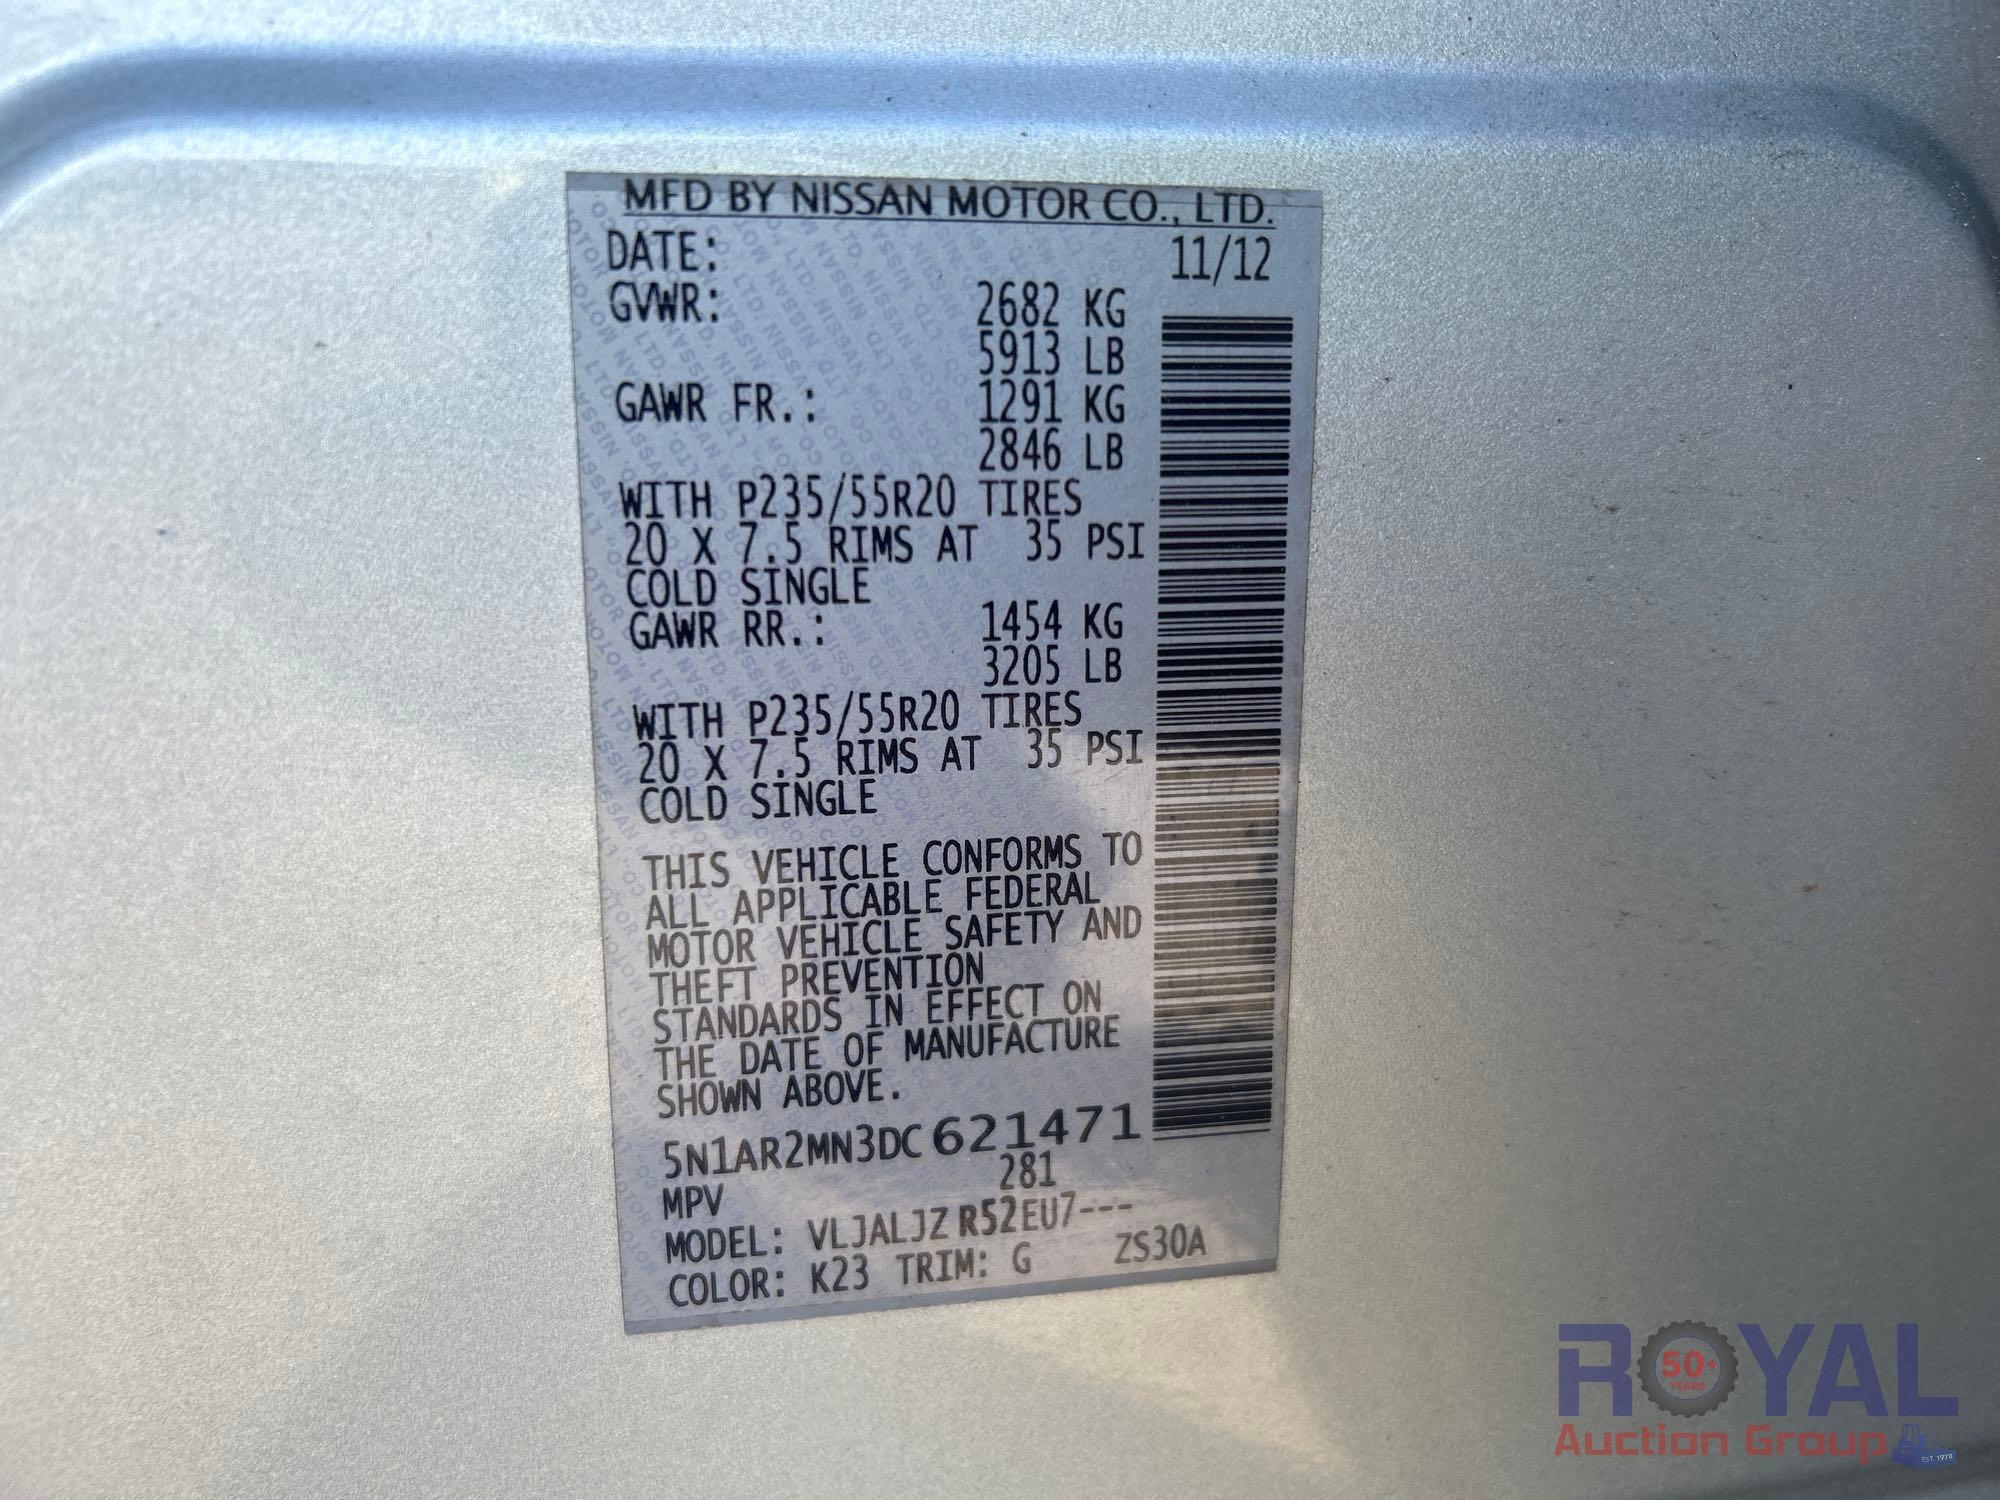 MFD BY NISSAN MOTOR CO., LTD.
DATE: 11/12
GVWR: 2682 KG
5913 LB
GAWR FR.: 1291 KG
2846 LB
WITH P235/55R20 TIRES
20 X 7.5 RIMS AT 35 PSI
COLD SINGLE
GAWR RR.: 1454 KG
3205 LB
WITH P235/55R20 TIRES
20 X 7.5 RIMS AT 35 PSI
COLD SINGLE
THIS VEHICLE CONFORMS TO
ALL APPLICABLE FEDERAL
MOTOR VEHICLE SAFETY AND
THEFT PREVENTION
STANDARDS IN EFFECT ON
THE DATE OF MANUFACTURE
SHOWN ABOVE.
5N1AR2MN3DC621471
MPV 281
MODEL: VLJALJZ R52EU7---
COLOR: K23 TRIM: G ZS30A
ROYAL
50+
YEARS
Auction Group
EST. 1970